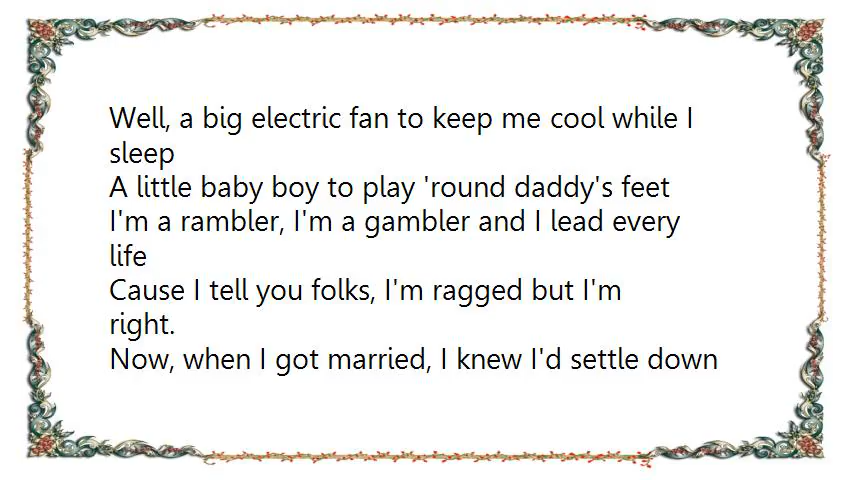 Well, a big electric fan to keep me cool while I
sleep
A little baby boy to play 'round daddy's feet
I'm a rambler, I'm a gambler and I lead every
life
Cause I tell you folks, I'm ragged but I'm
right.
Now, when I got married, I knew I'd settle down